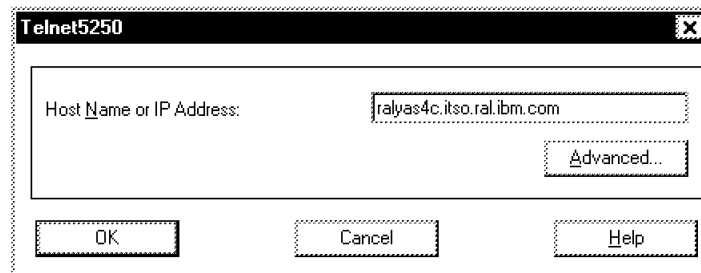 Telnet5250
Host Name or IP Address: ralyas4c.itso.ral.ibm.com
Advanced...
OK Cancel Help